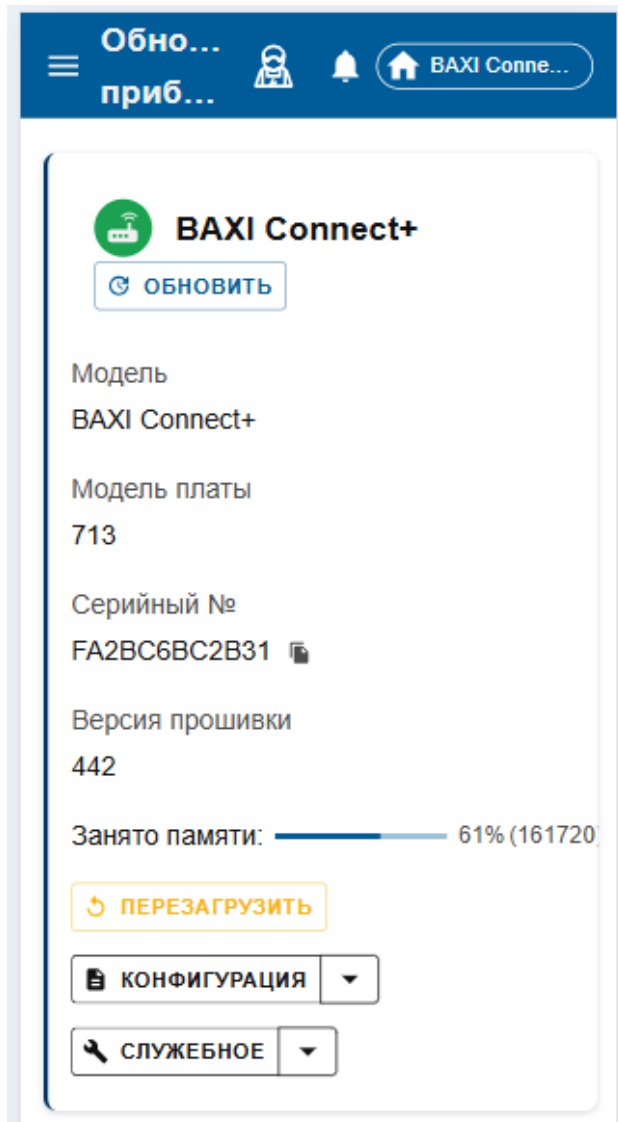 Обно...
приб...
BAXI Conne...
BAXI Connect+
ОБНОВИТЬ
Модель
BAXI Connect+
Модель платы
713
Серийный №
FA2BC6BC2B31
Версия прошивки
442
Занято памяти: 61% (161720)
ПЕРЕЗАГРУЗИТЬ
КОНФИГУРАЦИЯ
СЛУЖЕБНОЕ